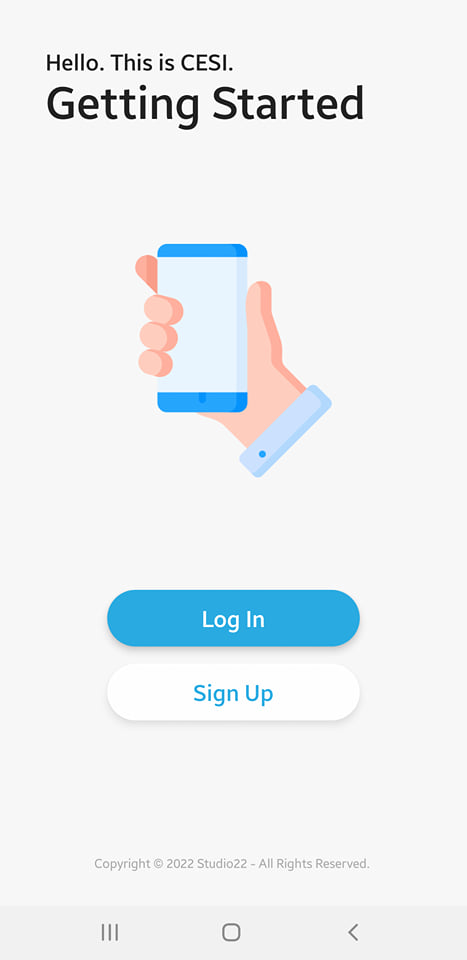 Hello. This is CESI.
Getting Started
Log In
Sign Up
Copyright © 2022 Studio22 - All Rights Reserved.